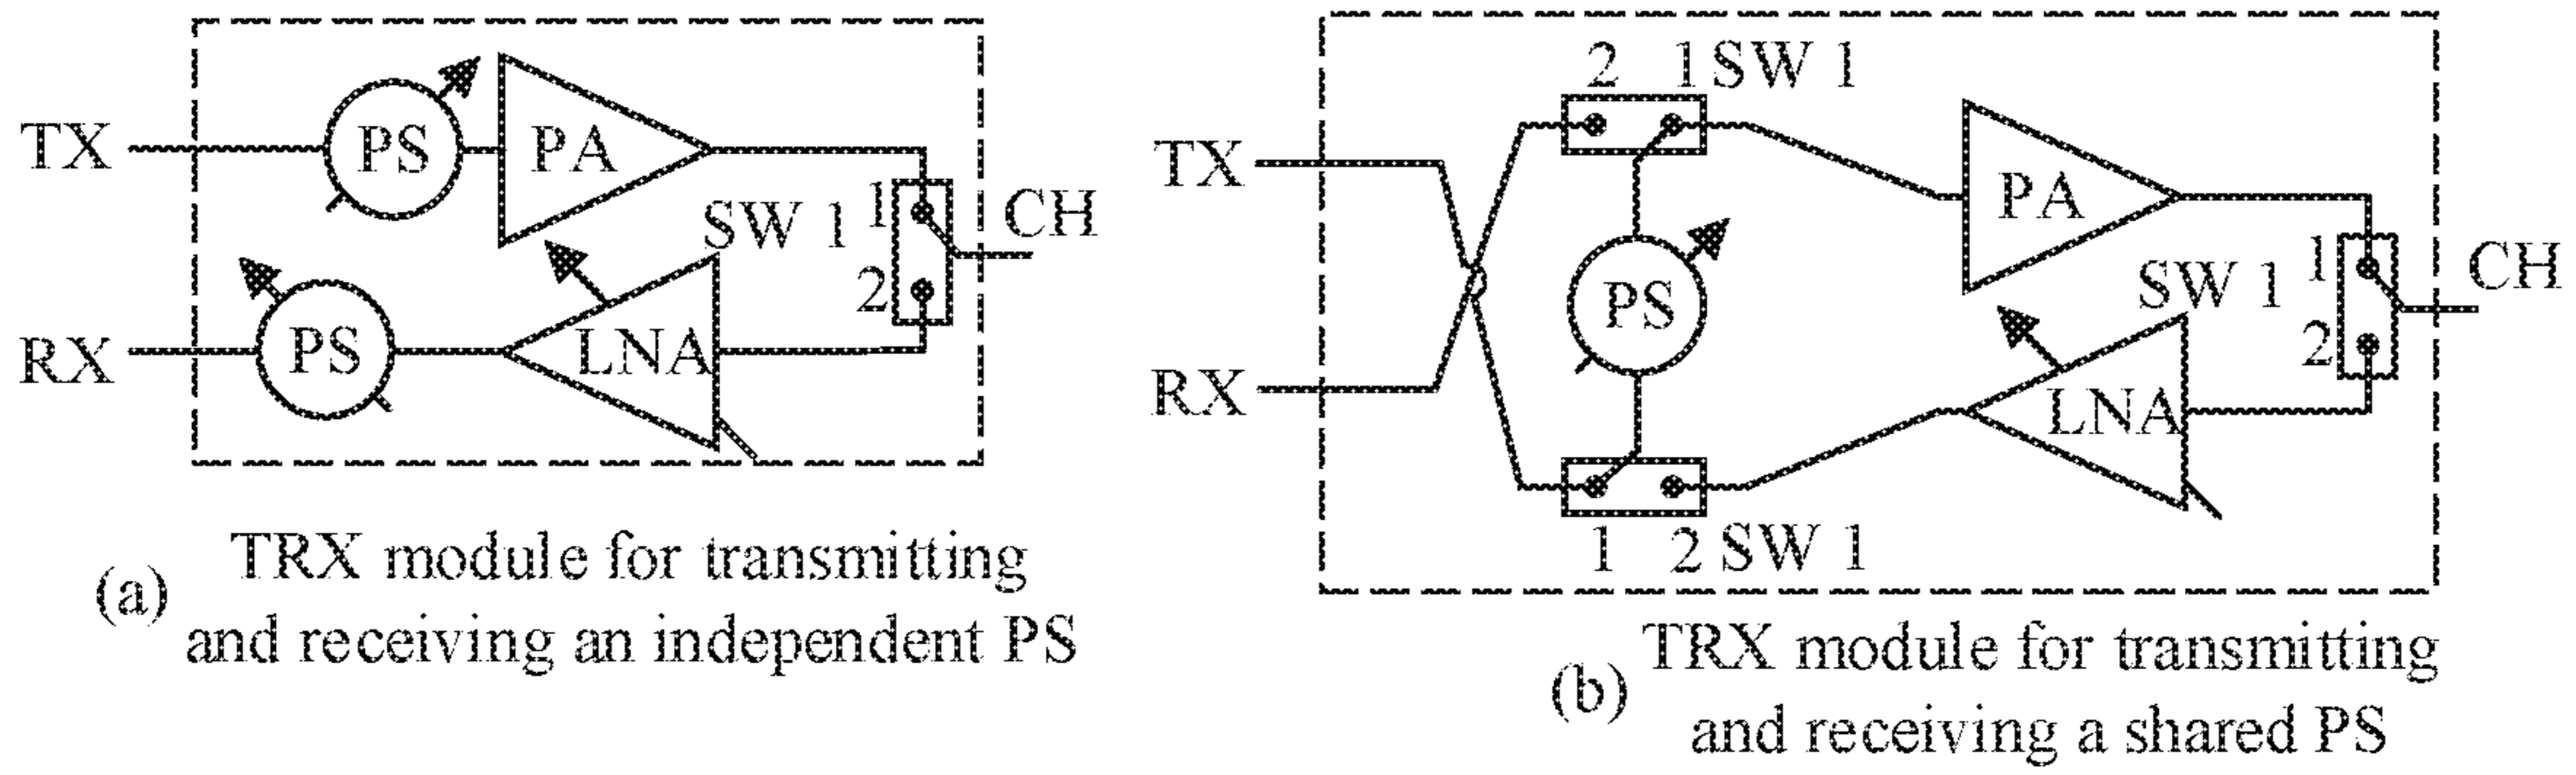 TX
PS
PA
SW 1
1
2
CH
RX
PS
LNA
(a)
TRX module for transmitting
and receiving an independent PS
2 1 SW 1
TX
PA
PS
1
SW 1
2
CH
RX
LNA
1 2 SW 1
(b)
TRX module for transmitting
and receiving a shared PS